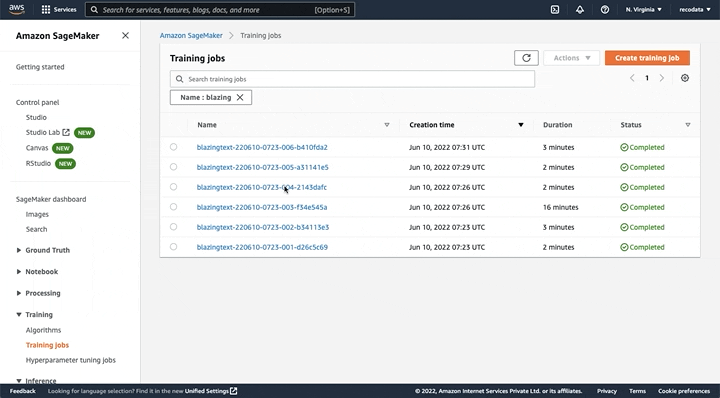 aws
Services
Search for services, features, blogs, docs, and more
[Option+S]
N. Virginia
recodata
Amazon SageMaker
Getting started
Control panel
Studio
Studio Lab NEW
Canvas NEW
RStudio NEW
SageMaker dashboard
Images
Search
Ground Truth
Notebook
Processing
Training
Algorithms
Training jobs
Hyperparameter tuning jobs
Inference
Amazon SageMaker > Training jobs
Training jobs
Actions
Create training job
Search training jobs
1
Name : blazing
Name Creation time Duration Status
blazingtext-220610-0723-006-b410fda2 Jun 10, 2022 07:31 UTC 3 minutes Completed
blazingtext-220610-0723-005-a31141e5 Jun 10, 2022 07:29 UTC 2 minutes Completed
blazingtext-220610-0723-004-2143dafc Jun 10, 2022 07:26 UTC 2 minutes Completed
blazingtext-220610-0723-003-f34e545a Jun 10, 2022 07:26 UTC 16 minutes Completed
blazingtext-220610-0723-002-b34113e3 Jun 10, 2022 07:23 UTC 3 minutes Completed
blazingtext-220610-0723-001-d26c5c69 Jun 10, 2022 07:23 UTC 2 minutes Completed
Feedback Looking for language selection? Find it in the new Unified Settings © 2022, Amazon Internet Services Private Ltd. or its affiliates. Privacy Terms Cookie preferences